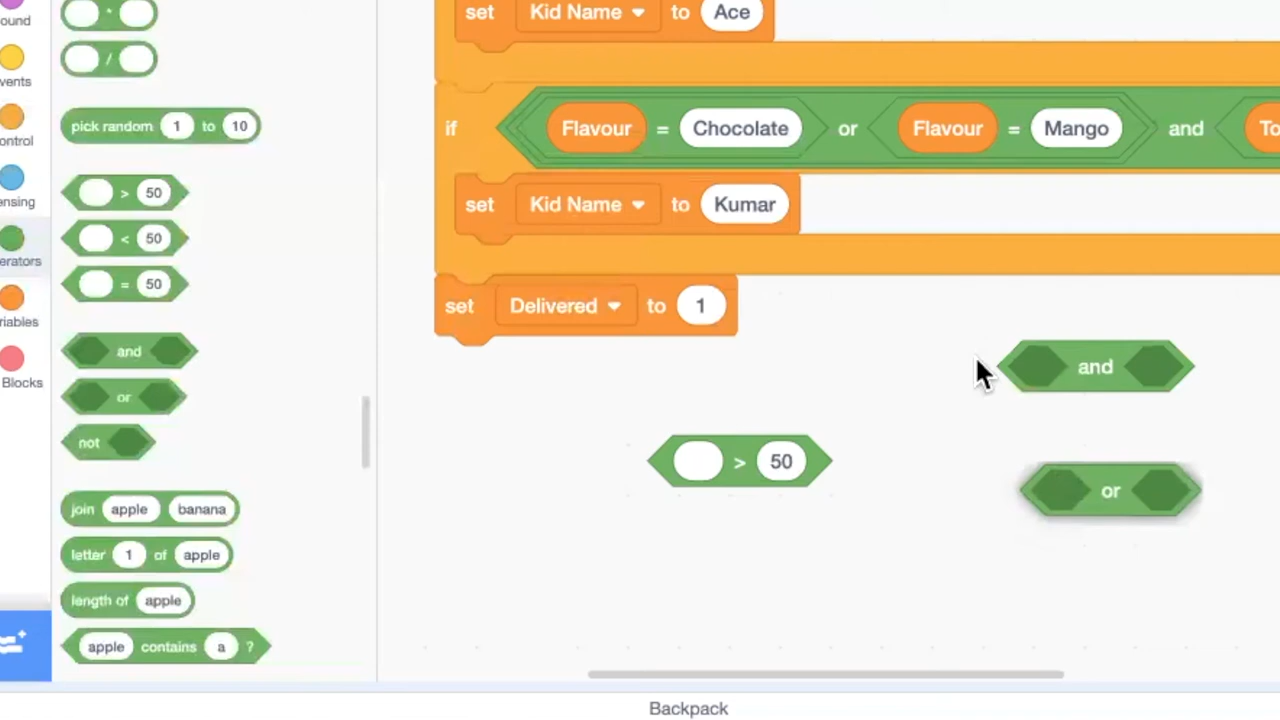 ound
vents
ontrol
ensing
erators
riables
Blocks
*
/
pick random 1 to 10
> 50
< 50
= 50
and
or
not
join apple banana
letter 1 of apple
length of apple
apple contains a ?
set Kid Name to Ace
if Flavour = Chocolate or Flavour = Mango and To
set Kid Name to Kumar
set Delivered to 1
and
> 50
or
Backpack